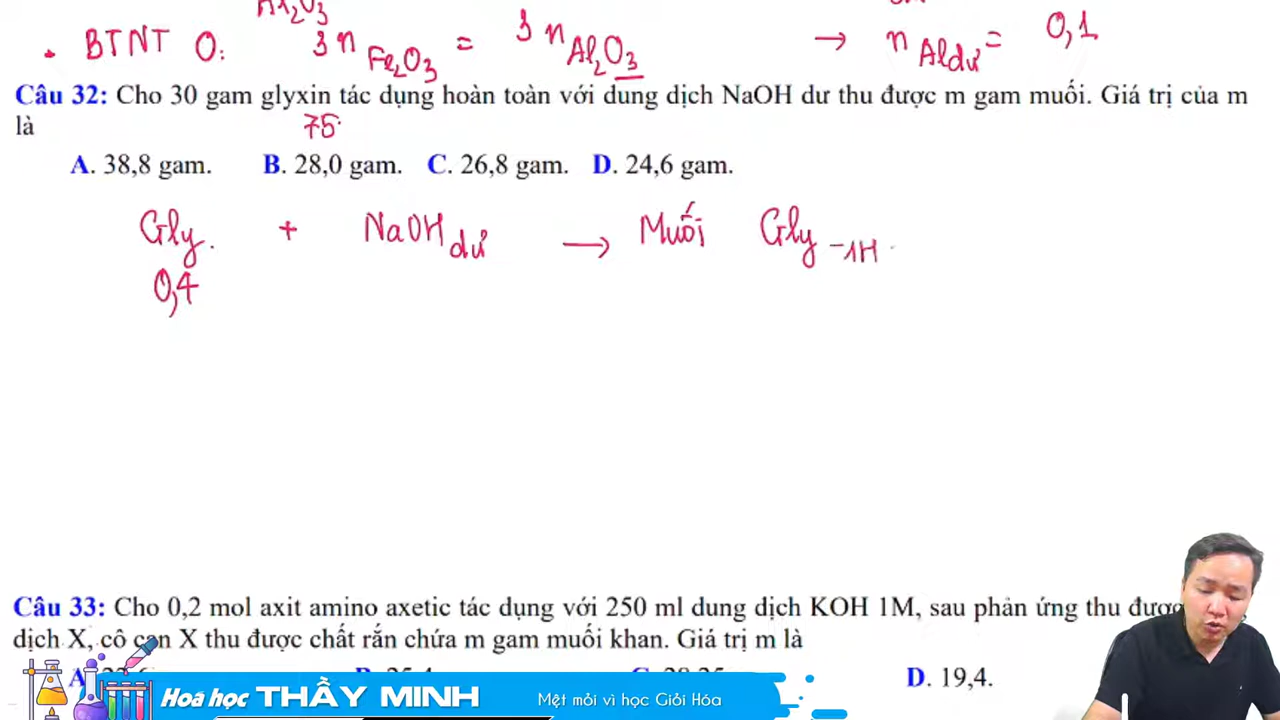 Al2O3
. BTNT O: 3 n Fe2O3 = 3 n Al2O3 → n Al dư = 0,1
Câu 32: Cho 30 gam glyxin tác dụng hoàn toàn với dung dịch NaOH dư thu được m gam muối. Giá trị của m
là
75
A. 38,8 gam. B. 28,0 gam. C. 26,8 gam. D. 24,6 gam.
Gly + NaOH dư → Muối Gly -1H
0,4
Câu 33: Cho 0,2 mol axit amino axetic tác dụng với 250 ml dung dịch KOH 1M, sau phản ứng thu được
dịch X, cô cạn X thu được chất rắn chứa m gam muối khan. Giá trị m là
D. 19,4.
Hoá học THẦY MINH Mệt mỏi vì học Giỏi Hóa